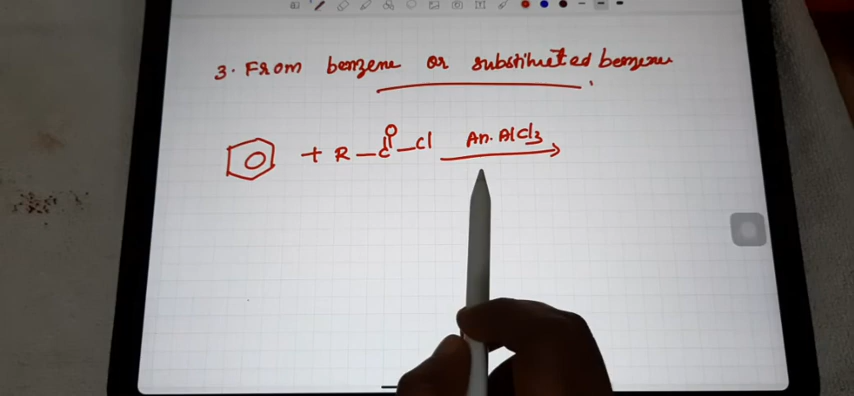 3. From benzene or substituted benzene
+ R-C-Cl An. AlCl3
O